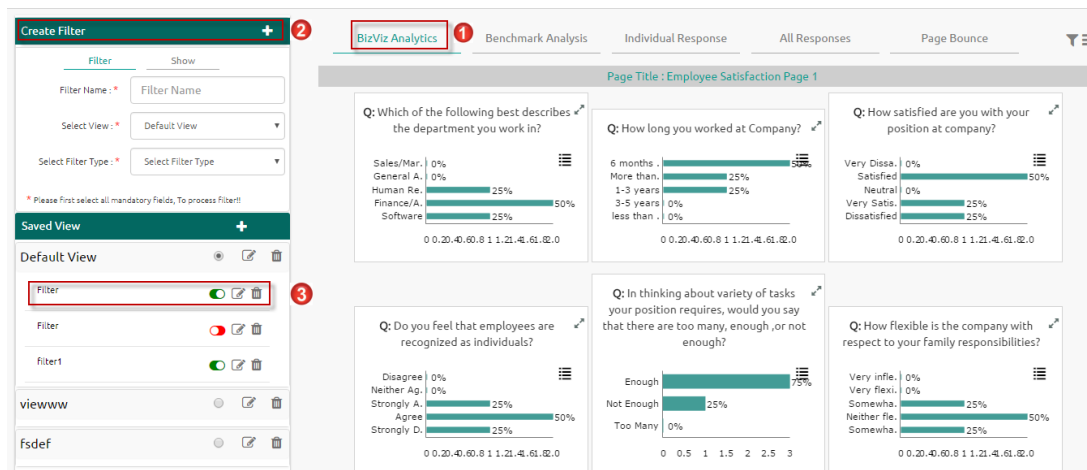 Create Filter +
2
Filter Show
Filter Name : * Filter Name
Select View : * Default View
Select Filter Type : * Select Filter Type
* Please first select all mandatory fields, To process filter!!
Saved View +
Default View
Filter
3
Filter
filter1
viewww
fsdef
BizViz Analytics 1 Benchmark Analysis Individual Response All Responses Page Bounce
Page Title : Employee Satisfaction Page 1
Q: Which of the following best describes
the department you work in?
Sales/Mar. 0%
General A. 0%
Human Re. 25%
Finance/A. 50%
Software 25%
0 0.20.40.60.8 1 1.21.41.61.82.0
Q: How long you worked at Company?
6 months . 50%
More than. 25%
1-3 years 25%
3-5 years 0%
less than . 0%
0 0.20.40.60.8 1 1.21.41.61.82.0
Q: How satisfied are you with your
position at company?
Very Dissa. 0%
Satisfied 50%
Neutral 0%
Very Satis. 25%
Dissatisfied 25%
0 0.20.40.60.8 1 1.21.41.61.82.0
Q: Do you feel that employees are
recognized as individuals?
Disagree 0%
Neither Ag. 0%
Strongly A. 25%
Agree 50%
Strongly D. 25%
0 0.20.40.60.8 1 1.21.41.61.82.0
Q: In thinking about variety of tasks
your position requires, would you say
that there are too many, enough ,or not
enough?
Enough 75%
Not Enough 25%
Too Many 0%
0 0.5 1 1.5 2 2.5 3
Q: How flexible is the company with
respect to your family responsibilities?
Very infle. 0%
Very flexi. 0%
Somewha. 25%
Neither fle. 50%
Somewha. 25%
0 0.20.40.60.8 1 1.21.41.61.82.0